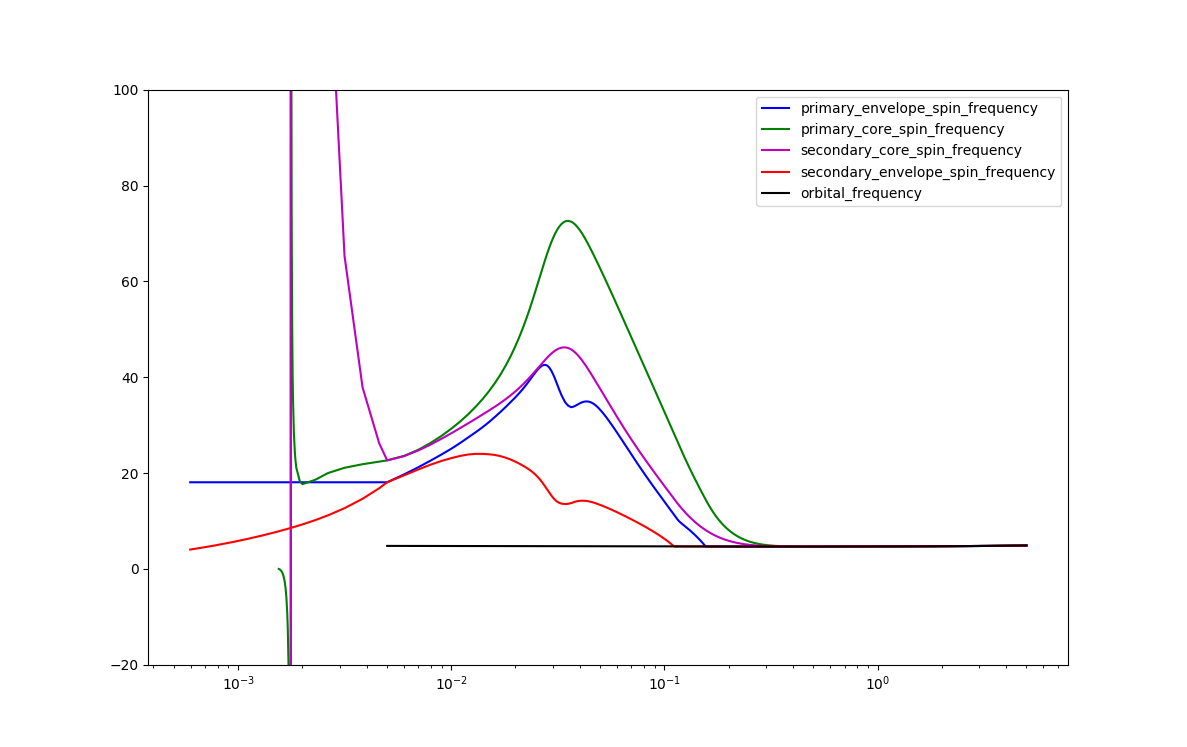 100
80
60
40
20
0
−20
10⁻³
10⁻²
10⁻¹
10⁰
primary_envelope_spin_frequency
primary_core_spin_frequency
secondary_core_spin_frequency
secondary_envelope_spin_frequency
orbital_frequency